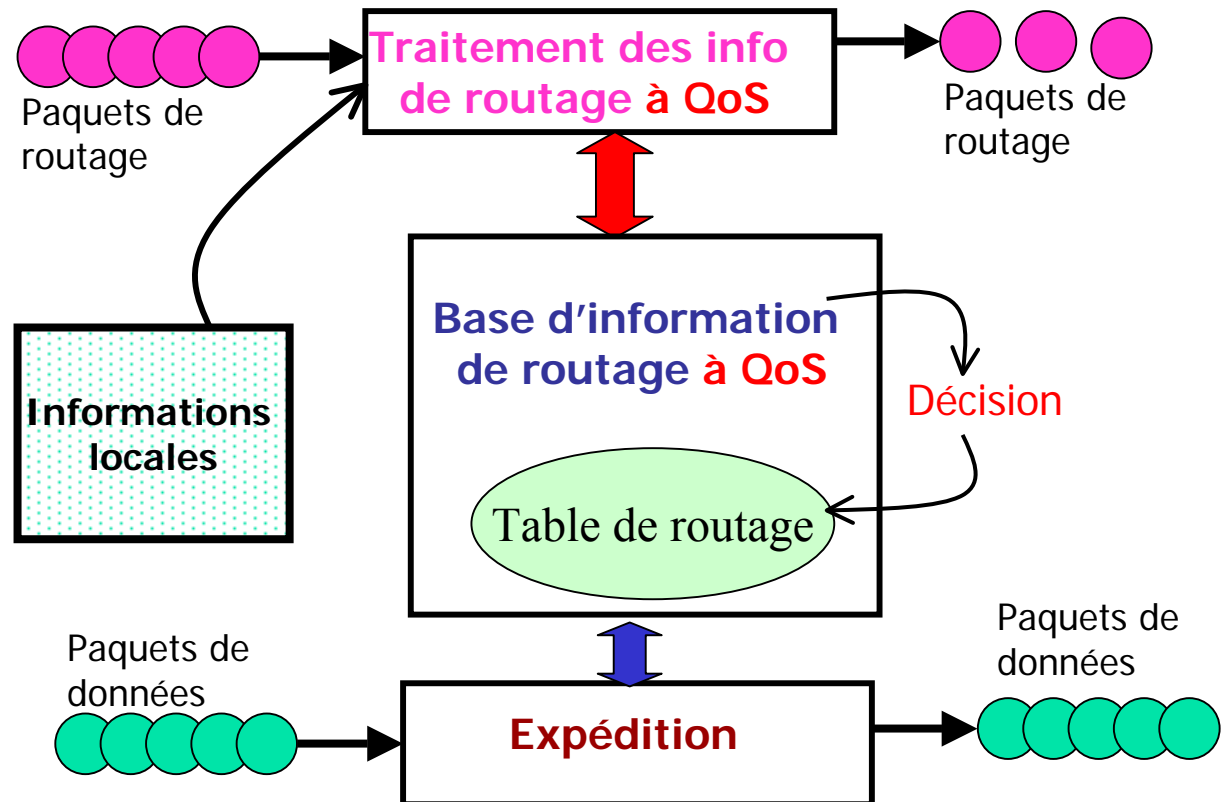 Traitement des info
de routage à QoS
Paquets de
routage
Paquets de
routage
Base d'information
de routage à QoS
Décision
Informations
locales
Table de routage
Paquets de
données
Paquets de
données
Expédition